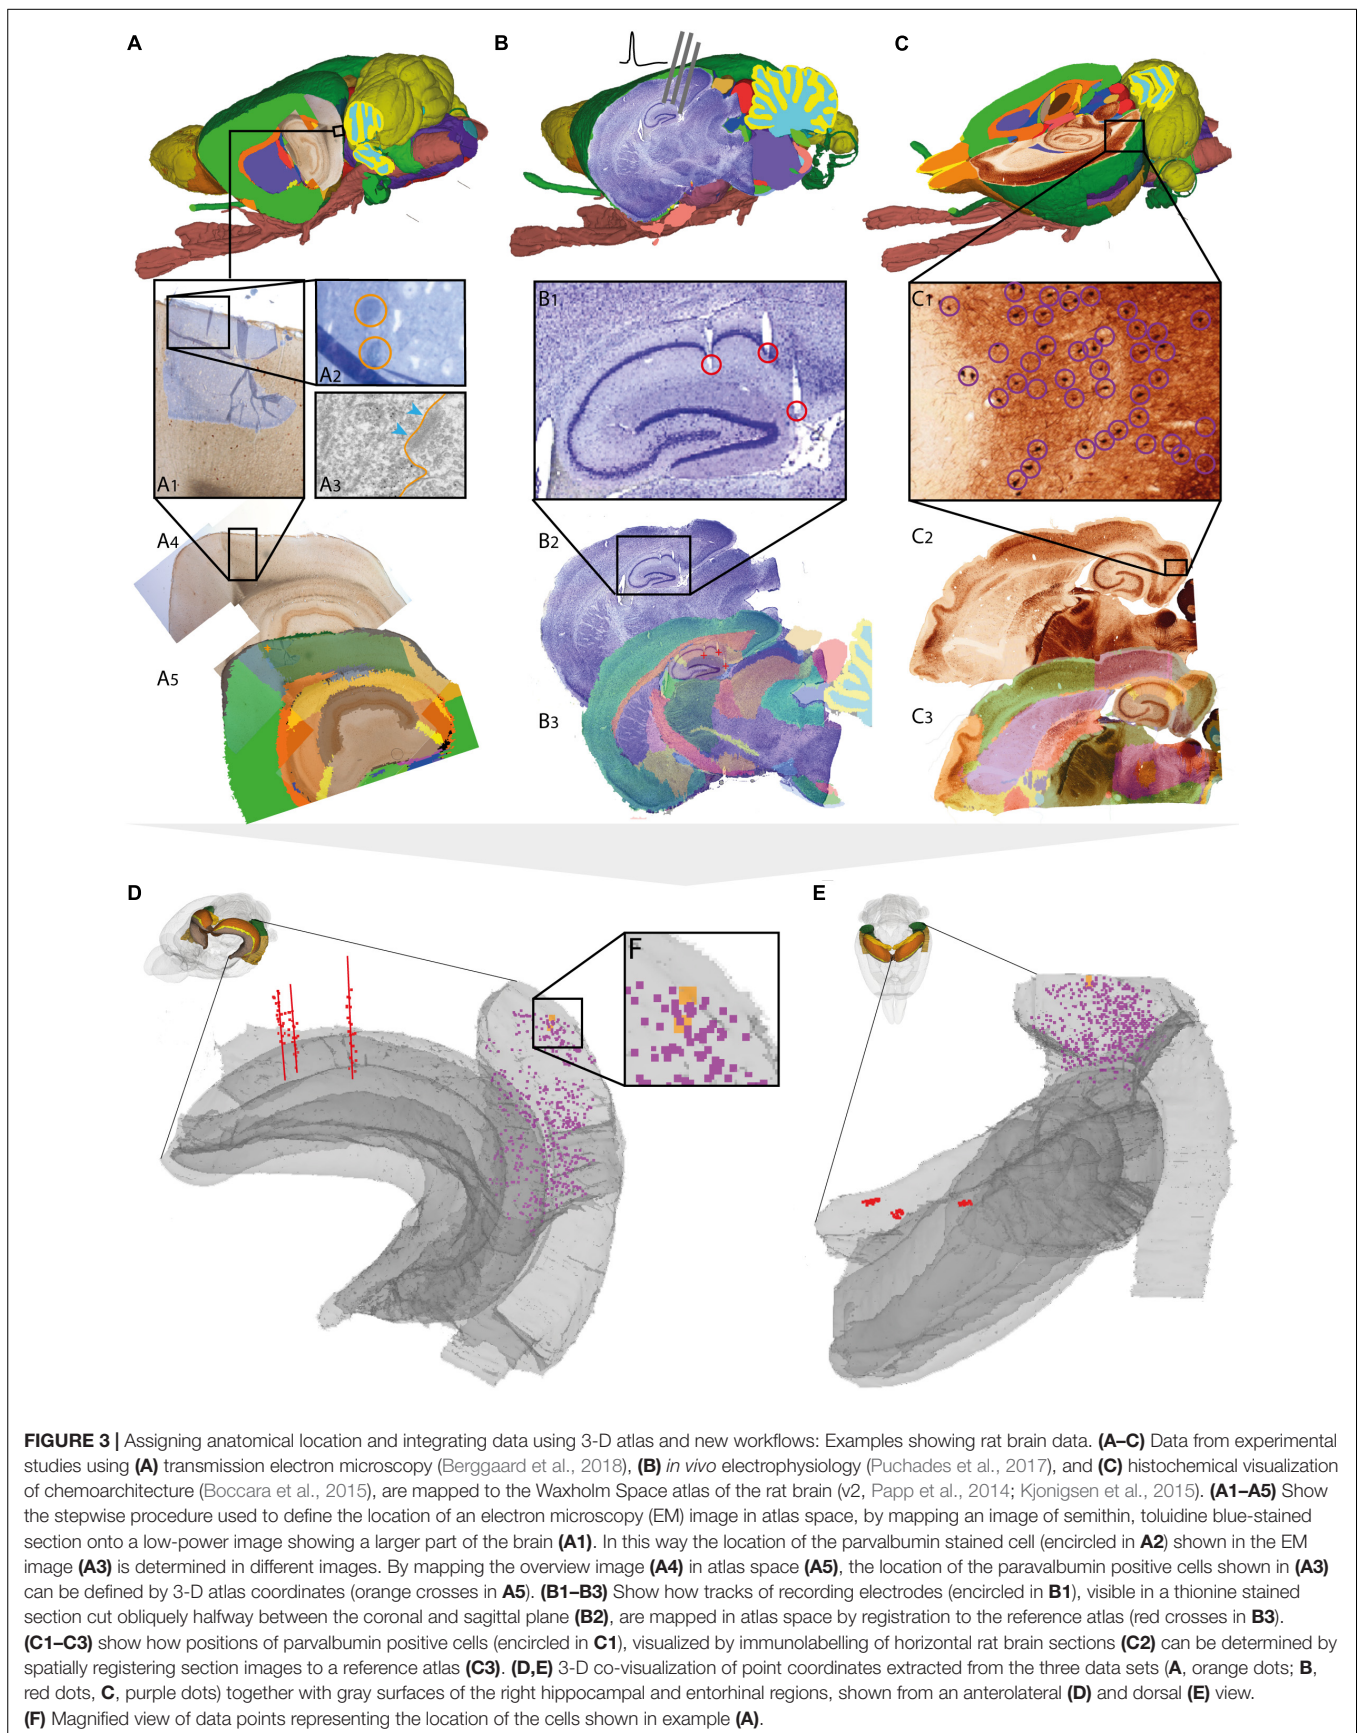 A
B
C
A2
A3
A1
B1
C1
A4
A5
B2
B3
C2
C3
D
E
F
FIGURE 3 | Assigning anatomical location and integrating data using 3-D atlas and new workflows: Examples showing rat brain data. (A–C) Data from experimental
studies using (A) transmission electron microscopy (Berggaard et al., 2018), (B) in vivo electrophysiology (Puchades et al., 2017), and (C) histochemical visualization
of chemoarchitecture (Boccara et al., 2015), are mapped to the Waxholm Space atlas of the rat brain (v2, Papp et al., 2014; Kjonigsen et al., 2015). (A1–A5) Show
the stepwise procedure used to define the location of an electron microscopy (EM) image in atlas space, by mapping an image of semithin, toluidine blue-stained
section onto a low-power image showing a larger part of the brain (A1). In this way the location of the parvalbumin stained cell (encircled in A2) shown in the EM
image (A3) is determined in different images. By mapping the overview image (A4) in atlas space (A5), the location of the paravalbumin positive cells shown in (A3)
can be defined by 3-D atlas coordinates (orange crosses in A5). (B1–B3) Show how tracks of recording electrodes (encircled in B1), visible in a thionine stained
section cut obliquely halfway between the coronal and sagittal plane (B2), are mapped in atlas space by registration to the reference atlas (red crosses in B3).
(C1–C3) show how positions of parvalbumin positive cells (encircled in C1), visualized by immunolabelling of horizontal rat brain sections (C2) can be determined by
spatially registering section images to a reference atlas (C3). (D,E) 3-D co-visualization of point coordinates extracted from the three data sets (A, orange dots; B,
red dots, C, purple dots) together with gray surfaces of the right hippocampal and entorhinal regions, shown from an anterolateral (D) and dorsal (E) view.
(F) Magnified view of data points representing the location of the cells shown in example (A).